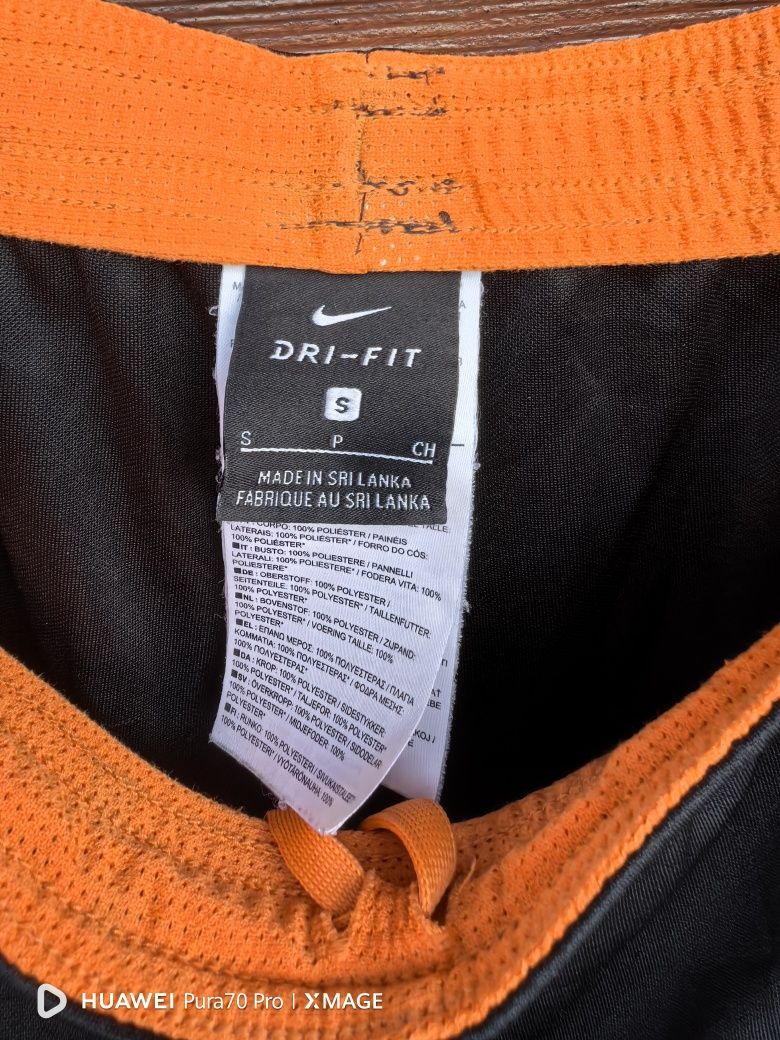 DRI-FIT
S
S P CH
MADE IN SRI LANKA
FABRIQUE AU SRI LANKA
CORPO: 100% POLIÉSTER / PAINÉIS
LATERAIS: 100% POLIÉSTER* / FORRO DO CÓS:
100% POLIÉSTER*
IT : BUSTO: 100% POLIESTERE / PANNELLI
LATERALI: 100% POLIESTERE* / FODERA VITA: 100%
POLIESTERE*
DE : OBERSTOFF: 100% POLYESTER /
SEITENTEILE: 100% POLYESTER* / TAILLENFUTTER:
100% POLYESTER*
NL : BOVENSTOF: 100% POLYESTER / ZIJPAND:
100% POLYESTER* / VOERING TAILLE: 100%
POLYESTER*
EL : ΕΠΑΝΩ ΜΕΡΟΣ: 100% ΠΟΛΥΕΣΤΕΡΑΣ / ΠΛΑΓΙΑ
ΚΟΜΜΑΤΙΑ: 100% ΠΟΛΥΕΣΤΕΡΑΣ* / ΦΟΔΡΑ ΜΕΣΗΣ:
100% ΠΟΛΥΕΣΤΕΡΑΣ*
DA : KROP: 100% POLYESTER / SIDESTYKKER:
100% POLYESTER* / TALJEFOR: 100% POLYESTER*
SV : ÖVERKROPP: 100% POLYESTER / SIDODELAR:
100% POLYESTER* / MIDJEFODER: 100%
POLYESTER*
FI : RUNKO: 100% POLYESTERI / SIVUKAISTALEET:
100% POLYESTERI* / VYÖTÄRÖNAUHA: 100%
HUAWEI Pura70 Pro | XMAGE